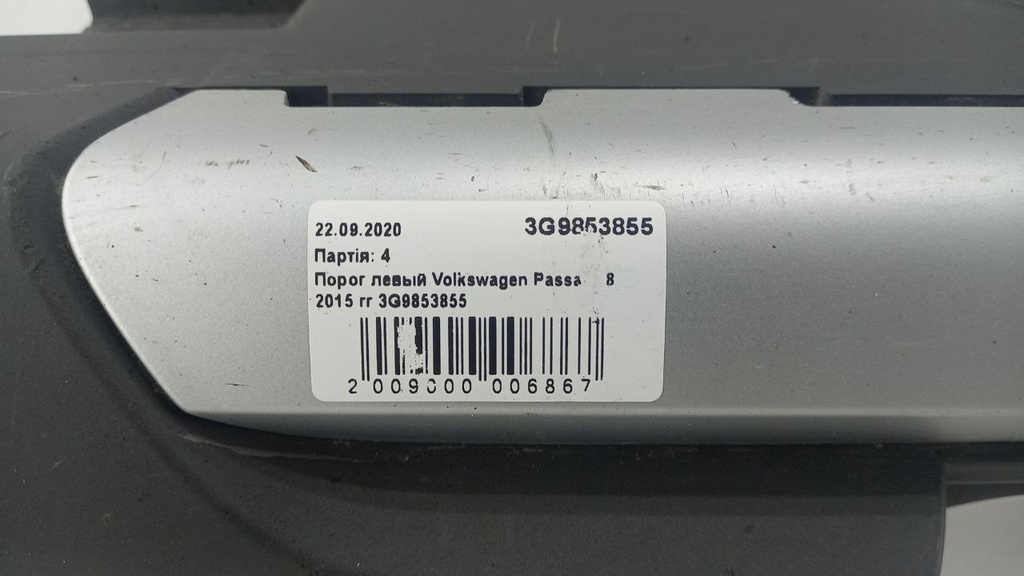 22.09.2020 3G9853855
Партія: 4
Порог левый Volkswagen Passa 8
2015 гг 3G9853855
2 009000 006867